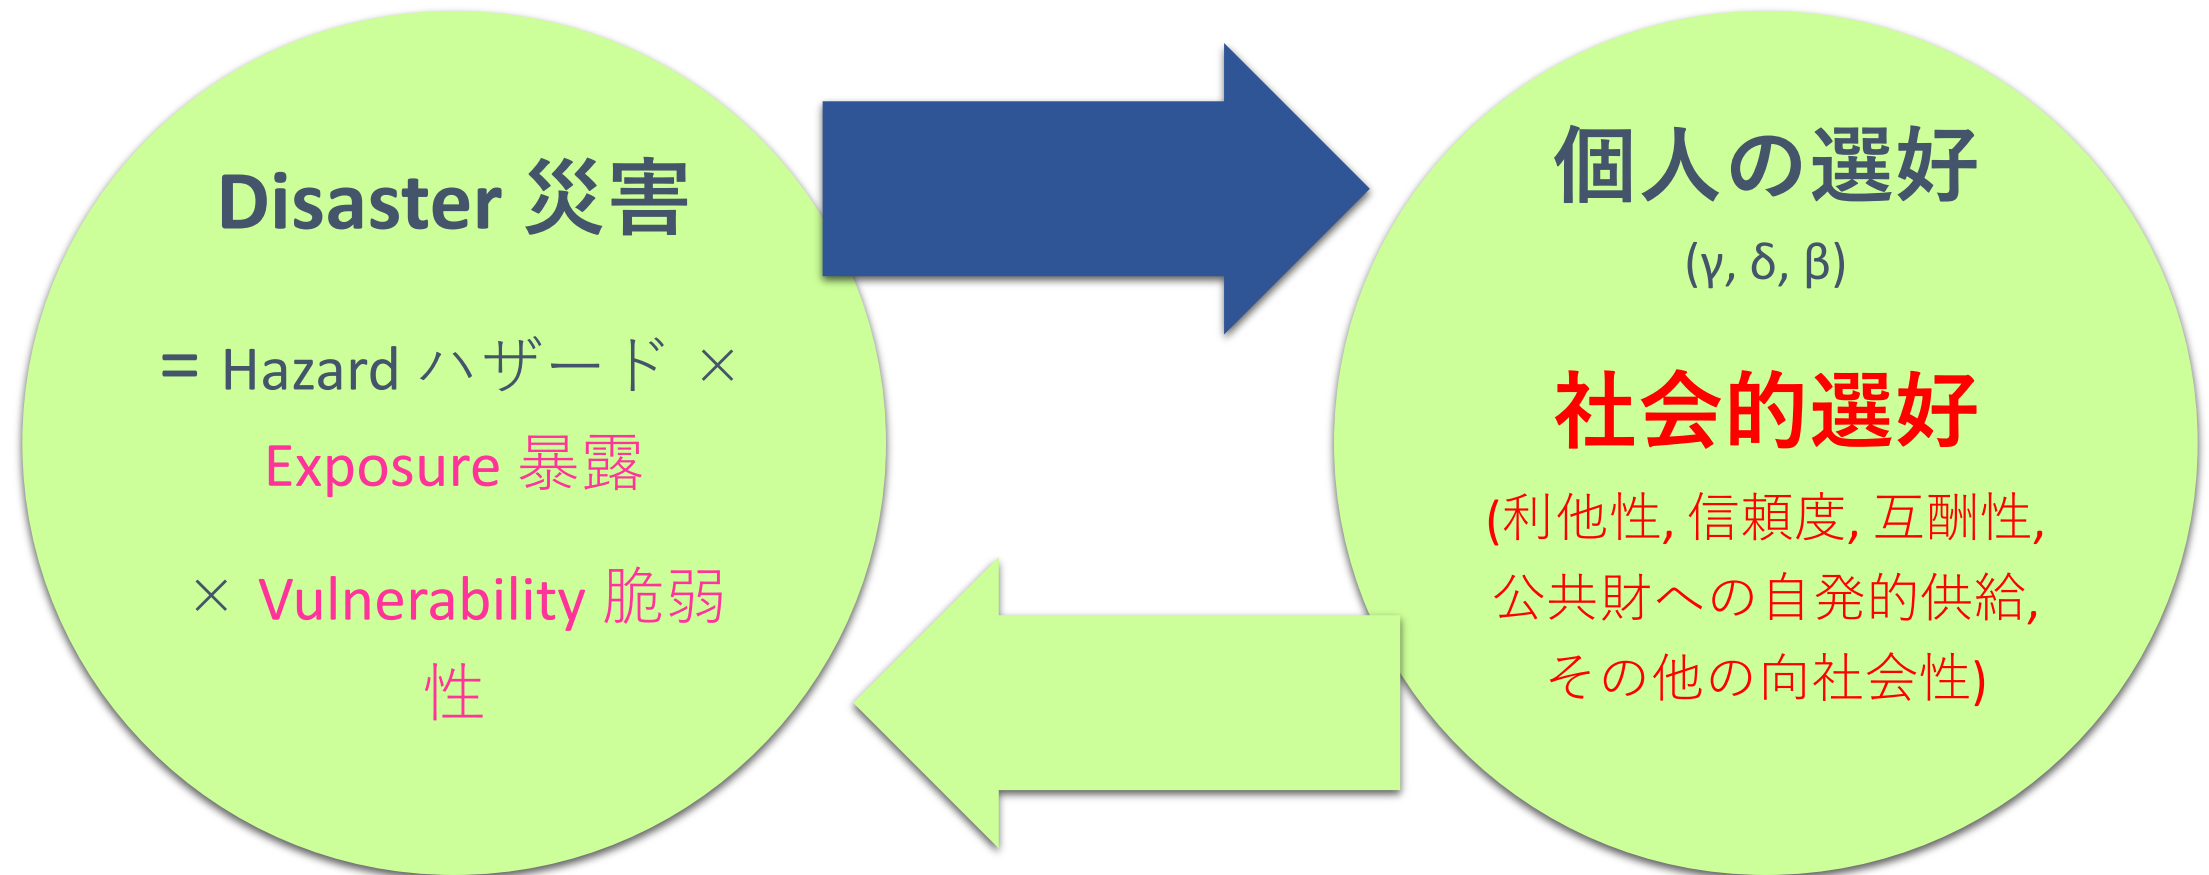 Disaster 災害
= Hazard ハザード ×
Exposure 暴露
× Vulnerability 脆弱
性
個人の選好
(γ, δ, β)
社会的選好
(利他性, 信頼度, 互酬性,
公共財への自発的供給,
その他の向社会性)